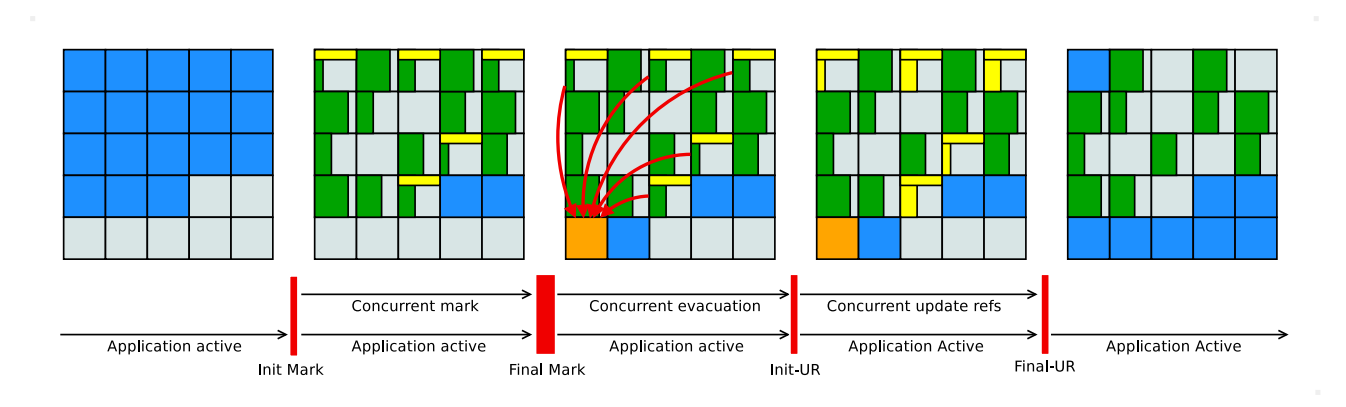 Concurrent mark
Concurrent evacuation
Concurrent update refs
Application active
Application active
Application active
Application Active
Application Active
Init Mark
Final Mark
Init-UR
Final-UR